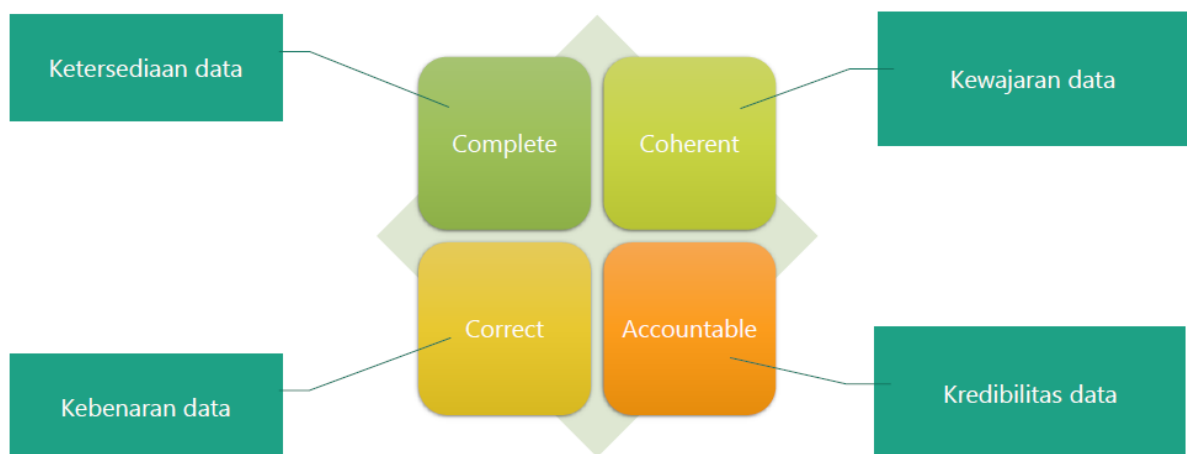 Ketersediaan data
Kewajaran data
Complete
Coherent
Correct
Accountable
Kebenaran data
Kredibilitas data